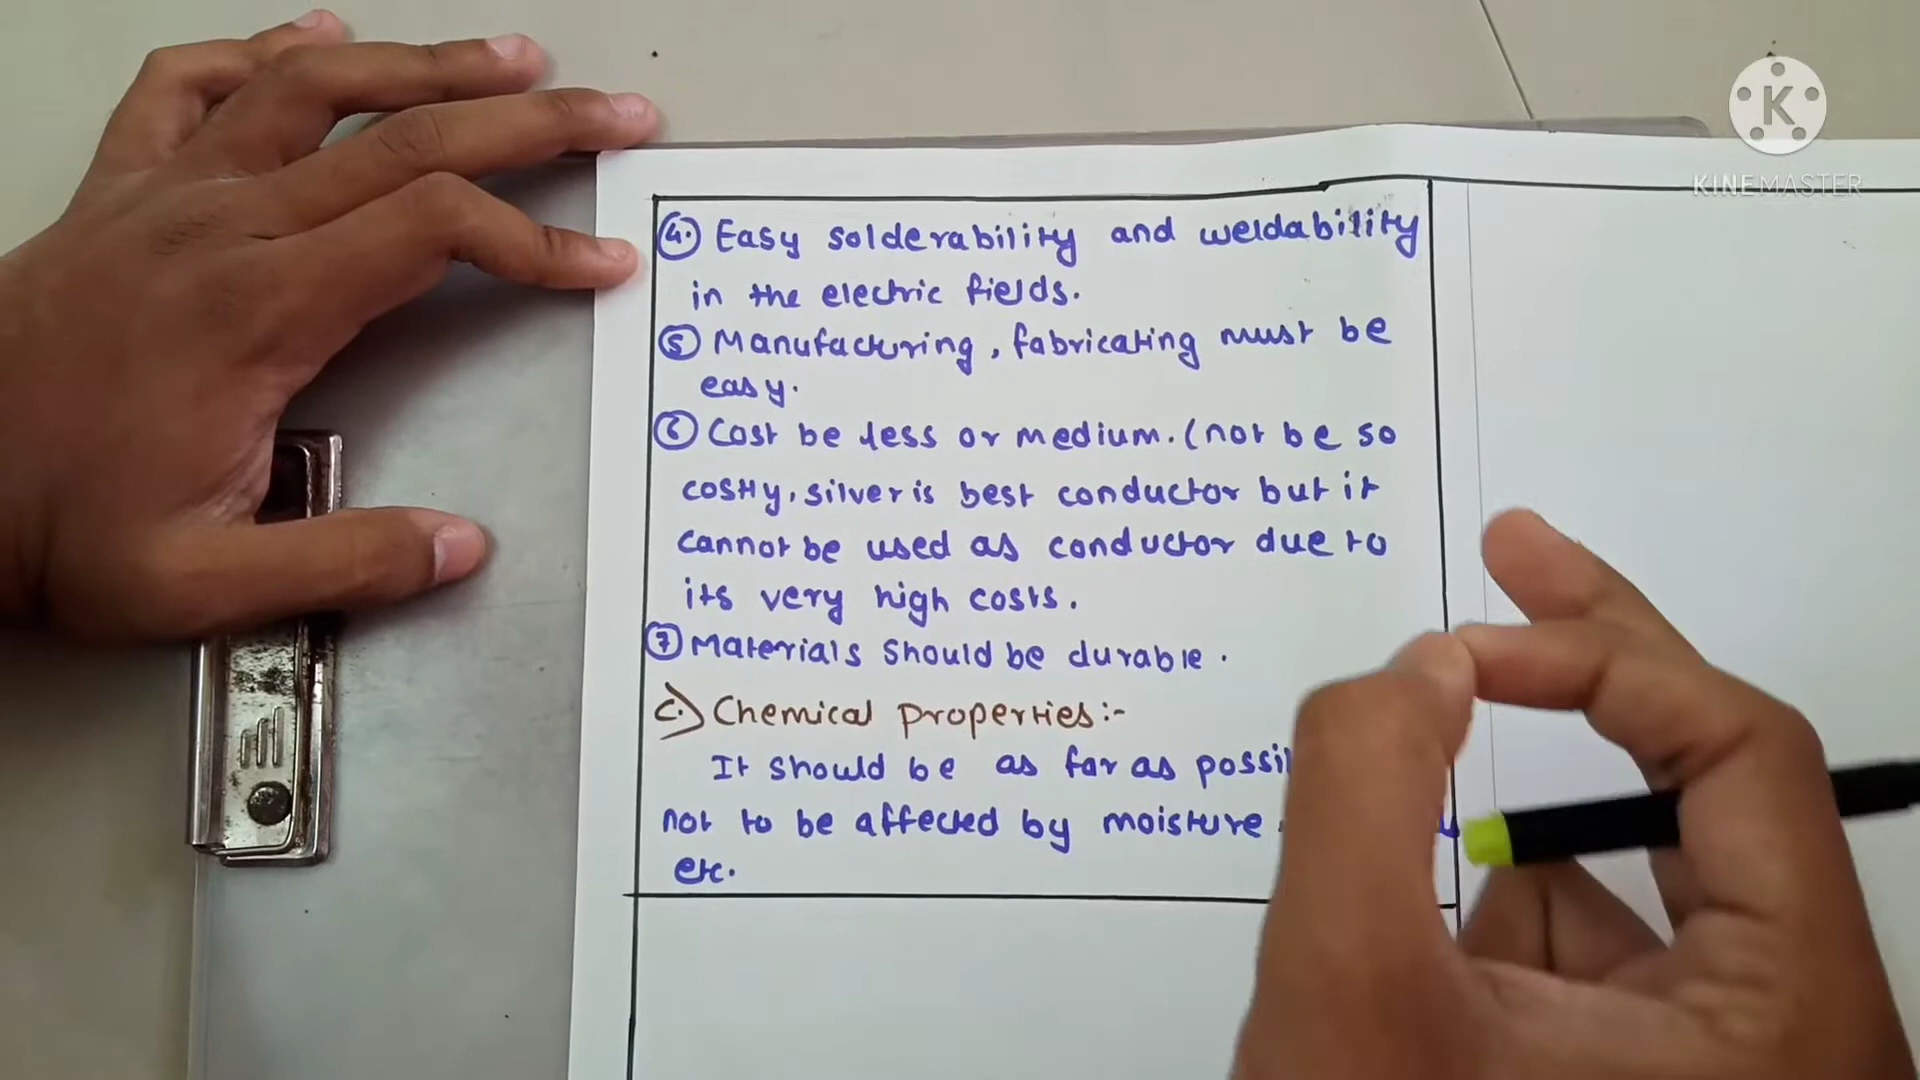 K
KINEMASTER
4. Easy solderability and weldability
in the electric fields.
5 Manufacturing, fabricating must be
easy.
6 Cost be less or medium. (not be so
costly, silver is best conductor but it
cannot be used as conductor due to
its very high costs.
7 Materials should be durable.
C.) Chemical properties:-
It should be as far as
not to be affected by moisture
etc.